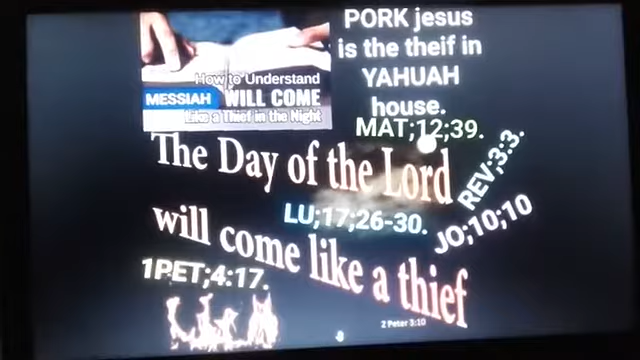 PORK jesus
is the theif in
YAHUAH
house.
How to Understand
MESSIAH WILL COME
Like a Thief in the Night
MAT;12;39.
The Day of the Lord
REV;3:3.
LU;17;26-30.
JO;10;10
will come like a thief
1PET;4:17.
2 Peter 3:10